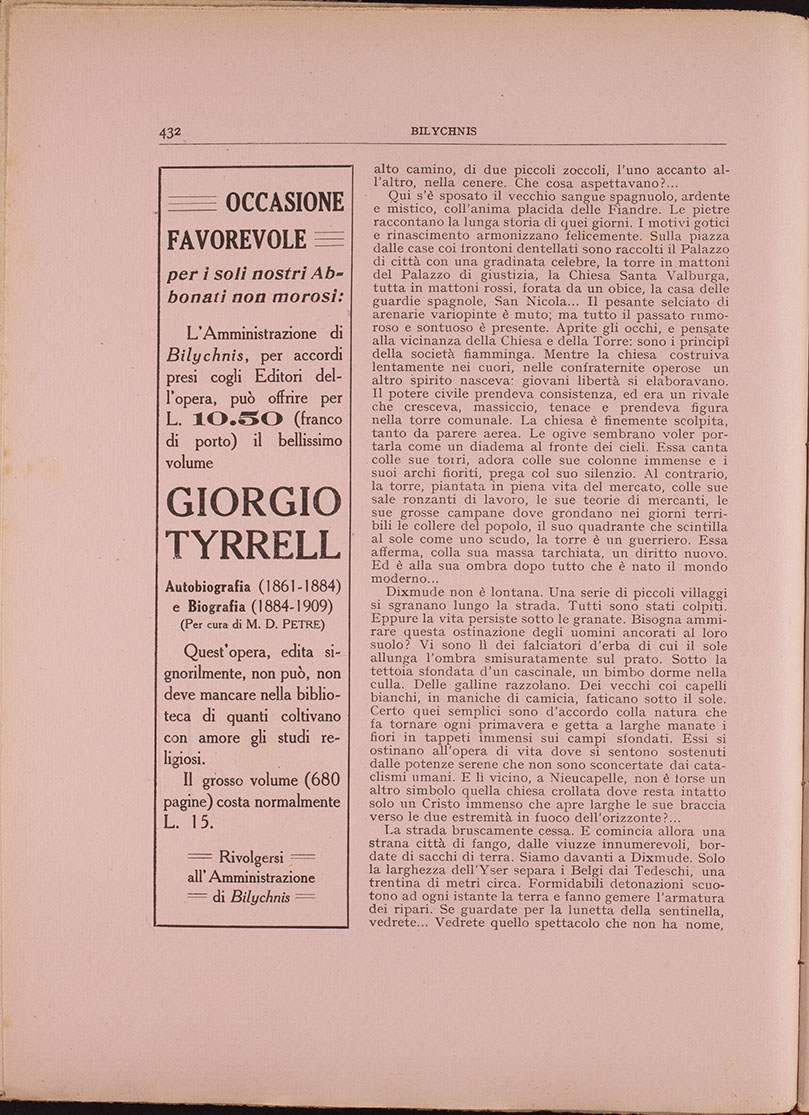 432
BILYCHNIS
OCCASIONE
FAVOREVOLE
per i soli nostri Ab-
bonati non morosi:
L'Amministrazione di
Bilychnis, per accordi
presi cogli Editori del-
l'opera, può offrire per
L. 10.50 (franco
di porto) il bellissimo
volume
GIORGIO
TYRRELL
Autobiografia (1861-1884)
e Biografia (1884-1909)
(Per cura di M. D. PETRE)
Quest'opera, edita si-
gnorilmente, non può, non
deve mancare nella biblio-
teca di quanti coltivano
con amore gli studi re-
ligiosi.
Il grosso volume (680
pagine) costa normalmente
L. 15.
Rivolgersi
all'Amministrazione
di Bilychnis
alto camino, di due piccoli zoccoli, l'uno accanto al-
l'altro, nella cenere. Che cosa aspettavano?...
Qui s'è sposato il vecchio sangue spagnuolo, ardente
e mistico, coll'anima placida delle Fiandre. Le pietre
raccontano la lunga storia di quei giorni. I motivi gotici
e rinascimento armonizzano felicemente. Sulla piazza
dalle case coi frontoni dentellati sono raccolti il Palazzo
di città con una gradinata celebre, la torre in mattoni
del Palazzo di giustizia, la Chiesa Santa Valburga,
tutta in mattoni rossi, forata da un obice, la casa delle
guardie spagnole, San Nicola... Il pesante selciato di
arenarie variopinte è muto; ma tutto il passato rumo-
roso e sontuoso è presente. Aprite gli occhi, e pensate
alla vicinanza della Chiesa e della Torre: sono i principî
della società fiamminga. Mentre la chiesa costruiva
lentamente nei cuori, nelle confraternite operose un
altro spirito nasceva: giovani libertà si elaboravano.
Il potere civile prendeva consistenza, ed era un rivale
che cresceva, massiccio, tenace e prendeva figura
nella torre comunale. La chiesa è finemente scolpita,
tanto da parere aerea. Le ogive sembrano voler por-
tarla come un diadema al fronte dei cieli. Essa canta
colle sue torri, adora colle sue colonne immense e i
suoi archi fioriti, prega col suo silenzio. Al contrario,
la torre, piantata in piena vita del mercato, colle sue
sale ronzanti di lavoro, le sue teorie di mercanti, le
sue grosse campane dove grondano nei giorni terri-
bili le collere del popolo, il suo quadrante che scintilla
al sole come uno scudo, la torre è un guerriero. Essa
afferma, colla sua massa tarchiata, un diritto nuovo.
Ed è alla sua ombra dopo tutto che è nato il mondo
moderno...
Dixmude non è lontana. Una serie di piccoli villaggi
si sgranano lungo la strada. Tutti sono stati colpiti.
Eppure la vita persiste sotto le granate. Bisogna ammi-
rare questa ostinazione degli uomini ancorati al loro
suolo? Vi sono lì dei falciatori d'erba di cui il sole
allunga l'ombra smisuratamente sul prato. Sotto la
tettoia sfondata d'un cascinale, un bimbo dorme nella
culla. Delle galline razzolano. Dei vecchi coi capelli
bianchi, in maniche di camicia, faticano sotto il sole.
Certo quei semplici sono d'accordo colla natura che
fa tornare ogni primavera e getta a larghe manate i
fiori in tappeti immensi sui campi sfondati. Essi si
ostinano all'opera di vita dove si sentono sostenuti
dalle potenze serene che non sono sconcertate dai cata-
clismi umani. E lì vicino, a Nieucapelle, non è forse un
altro simbolo quella chiesa crollata dove resta intatto
solo un Cristo immenso che apre larghe le sue braccia
verso le due estremità in fuoco dell'orizzonte?...
La strada bruscamente cessa. E comincia allora una
strana città di fango, dalle viuzze innumerevoli, bor-
date di sacchi di terra. Siamo davanti a Dixmude. Solo
la larghezza dell'Yser separa i Belgi dai Tedeschi, una
trentina di metri circa. Formidabili detonazioni scuo-
tono ad ogni istante la terra e fanno gemere l'armatura
dei ripari. Se guardate per la lunetta della sentinella,
vedrete... Vedrete quello spettacolo che non ha nome,